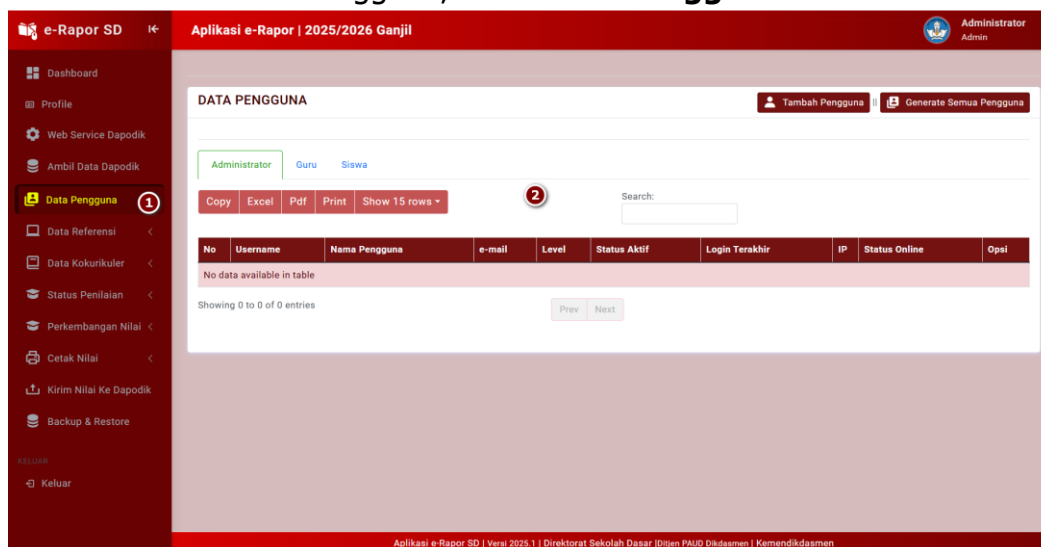 e-Rapor SD
Aplikasi e-Rapor | 2025/2026 Ganjil
Administrator
Admin
Dashboard
Profile
Web Service Dapodik
Ambil Data Dapodik
Data Pengguna 1
Data Referensi
Data Kokurikuler
Status Penilaian
Perkembangan Nilai
Cetak Nilai
Kirim Nilai Ke Dapodik
Backup & Restore
KELUAR
Keluar
DATA PENGGUNA
Tambah Pengguna || Generate Semua Pengguna
Administrator Guru Siswa
Copy Excel Pdf Print Show 15 rows
2
Search:
No Username Nama Pengguna e-mail Level Status Aktif Login Terakhir IP Status Online Opsi
No data available in table
Showing 0 to 0 of 0 entries
Prev Next
Aplikasi e-Rapor SD | Versi 2025.1 | Direktorat Sekolah Dasar |Ditjen PAUD Dikdasmen | Kemendikdasmen